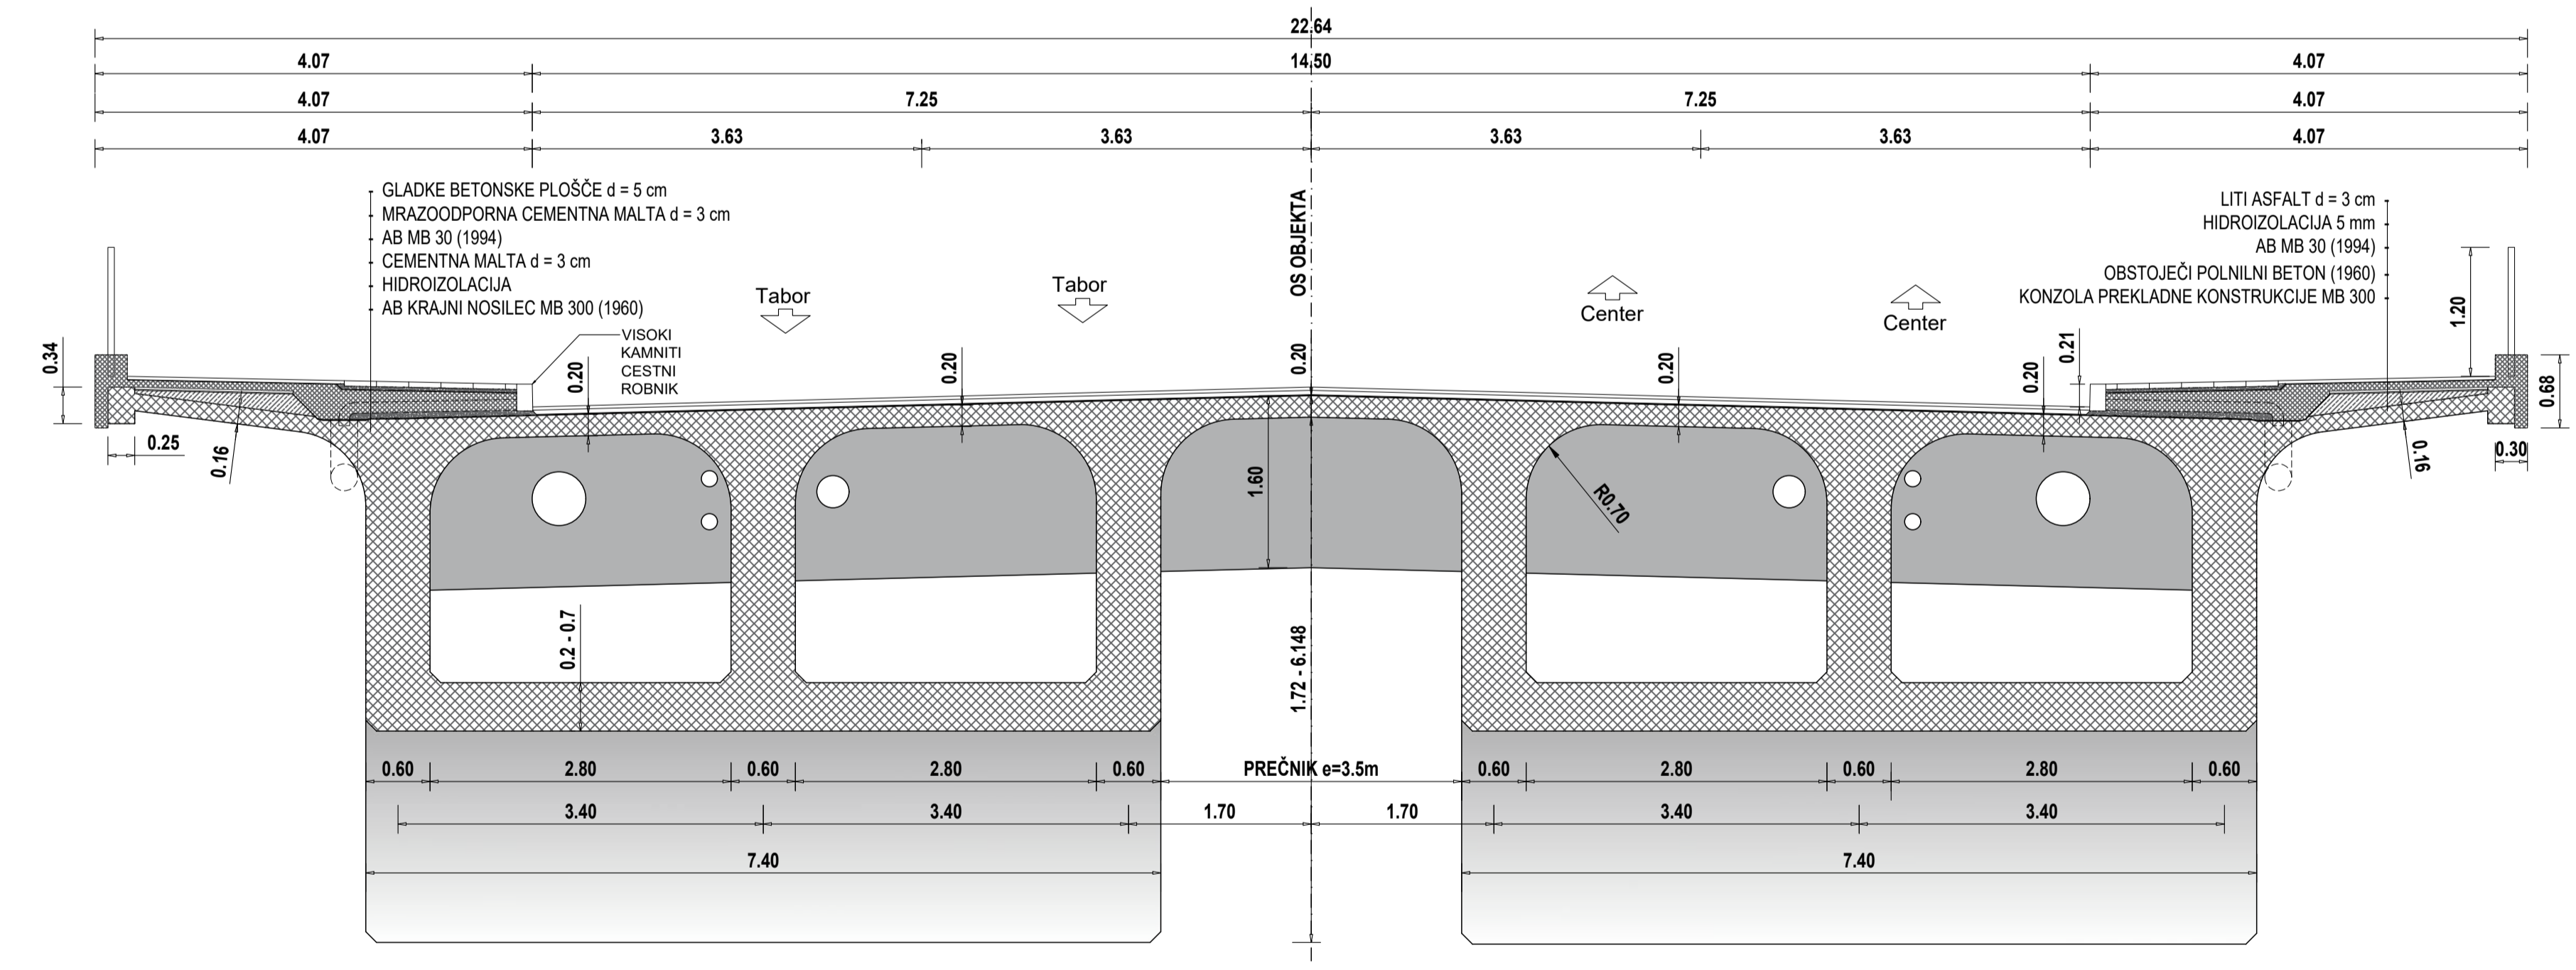 22.64
4.07 14.50 4.07
4.07 7.25 7.25 4.07
4.07 3.63 3.63 3.63 3.63 4.07
GLADKE BETONSKE PLOŠČE d = 5 cm
MRAZOODPORNA CEMENTNA MALTA d = 3 cm
AB MB 30 (1994)
CEMENTNA MALTA d = 3 cm
HIDROIZOLACIJA
AB KRAJNI NOSILEC MB 300 (1960)
VISOKI
KAMNITI
CESTNI
ROBNIK
Tabor
Tabor
OS OBJEKTA
Center
Center
LITI ASFALT d = 3 cm
HIDROIZOLACIJA 5 mm
AB MB 30 (1994)
OBSTOJEČI POLNILNI BETON (1960)
KONZOLA PREKLADNE KONSTRUKCIJE MB 300
1.20
0.34
0.20
0.20
0.20
0.20
0.20
0.21
0.68
0.25
0.16
1.60
R0.70
0.16
0.30
0.2 - 0.7
1.72 - 6.148
0.60 2.80 0.60 2.80 0.60 PREČNIK e=3.5m 0.60 2.80 0.60 2.80 0.60
3.40 3.40 1.70 1.70 3.40 3.40
7.40 7.40